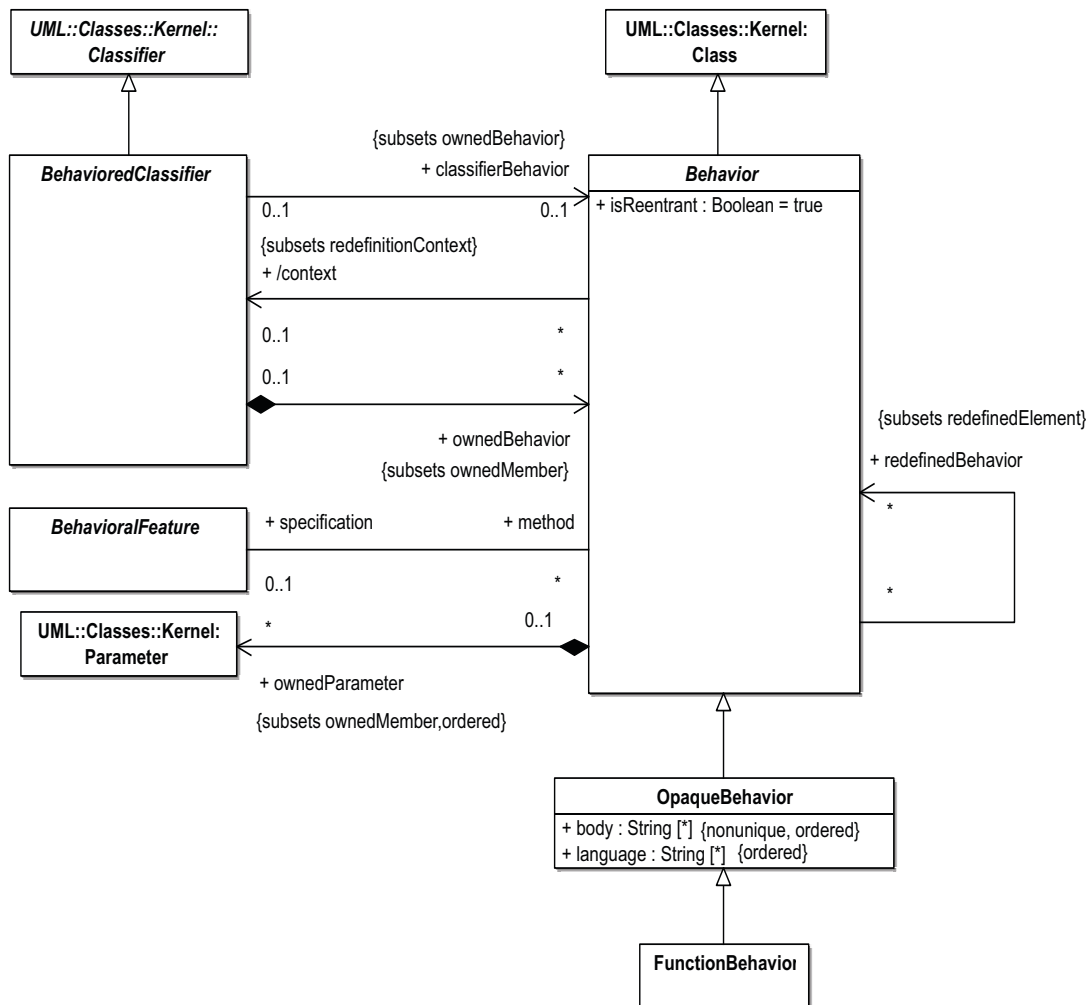 UML::Classes::Kernel::
Classifier
UML::Classes::Kernel:
Class
{subsets ownedBehavior}
+ classifierBehavior
BehavioredClassifier
Behavior
+ isReentrant : Boolean = true
0..1
0..1
{subsets redefinitionContext}
+ /context
0..1
*
0..1
*
+ ownedBehavior
{subsets ownedMember}
{subsets redefinedElement}
+ redefinedBehavior
*
*
BehavioralFeature
+ specification
+ method
0..1
*
UML::Classes::Kernel:
Parameter
*
0..1
+ ownedParameter
{subsets ownedMember,ordered}
OpaqueBehavior
+ body : String [*] {nonunique, ordered}
+ language : String [*] {ordered}
FunctionBehavior